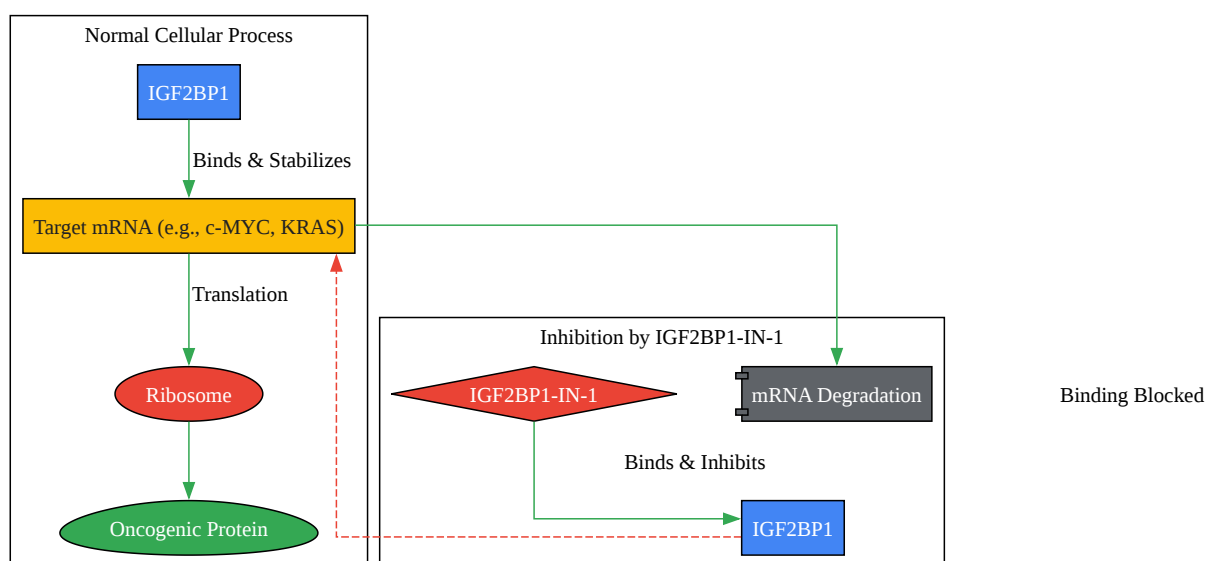 Normal Cellular Process
IGF2BP1
Binds & Stabilizes
Target mRNA (e.g., c-MYC, KRAS)
Translation
Ribosome
Oncogenic Protein
Inhibition by IGF2BP1-IN-1
IGF2BP1-IN-1
mRNA Degradation
Binds & Inhibits
IGF2BP1
Binding Blocked